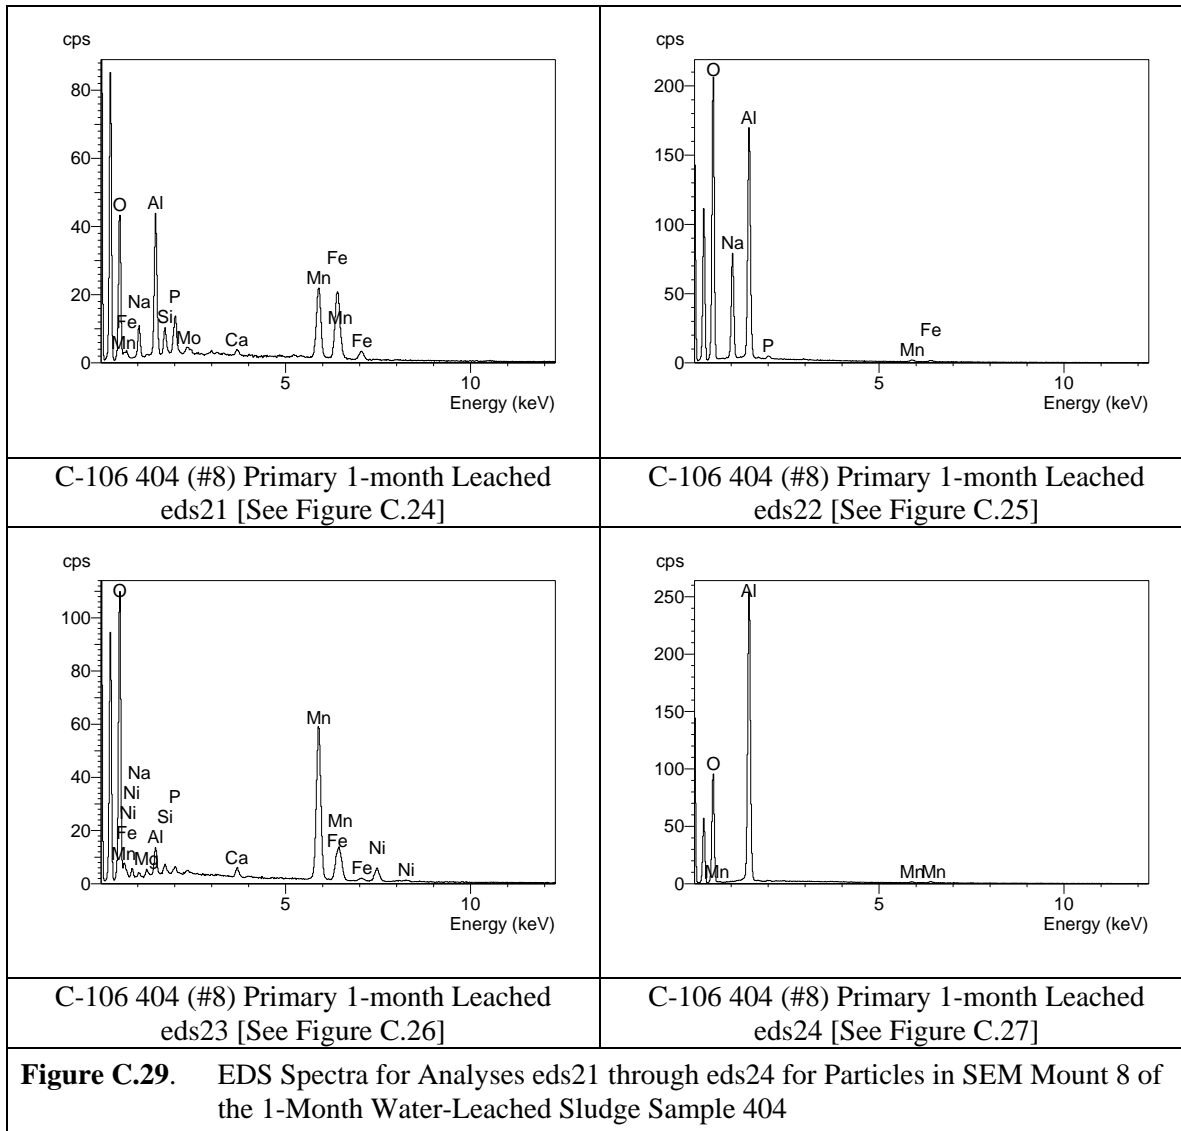 cps
80
60
40
20
0
O
Al
Na
Fe
Mn
Si
P
Mo
Ca
Mn
Fe
Mn
Fe
5
10
Energy (keV)
C-106 404 (#8) Primary 1-month Leached
eds21 [See Figure C.24]
cps
200
150
100
50
0
O
Al
Na
P
Mn
Fe
5
10
Energy (keV)
C-106 404 (#8) Primary 1-month Leached
eds22 [See Figure C.25]
cps
100
80
60
40
20
0
O
Na
Ni
Ni
Fe
Mn
Mg
Al
Si
P
Ca
Mn
Mn
Fe
Fe
Ni
Ni
5
10
Energy (keV)
C-106 404 (#8) Primary 1-month Leached
eds23 [See Figure C.26]
cps
250
200
150
100
50
0
Al
O
Mn
Mn
Mn
5
10
Energy (keV)
C-106 404 (#8) Primary 1-month Leached
eds24 [See Figure C.27]
Figure C.29. EDS Spectra for Analyses eds21 through eds24 for Particles in SEM Mount 8 of
the 1-Month Water-Leached Sludge Sample 404